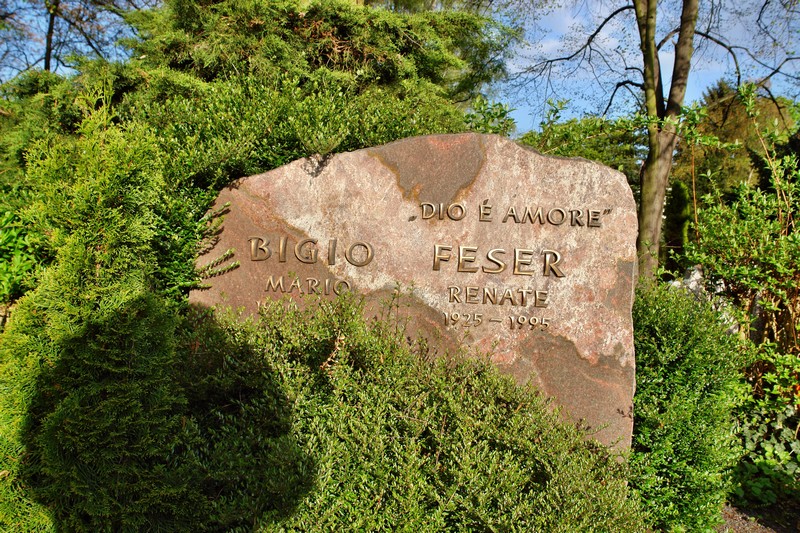 „DIO É AMORE”
BIGIO FESER
MARIO RENATE
1925 – 1995